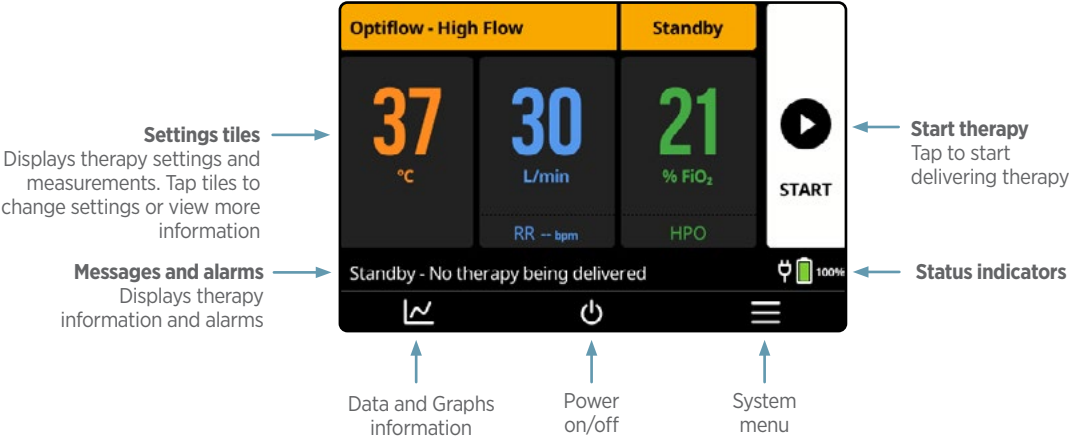 Optiflow - High Flow
Standby
37
°C
30
L/min
RR -- bpm
21
% FiO₂
HPO
START
Standby - No therapy being delivered
100%
Settings tiles
Displays therapy settings and
measurements. Tap tiles to
change settings or view more
information
Messages and alarms
Displays therapy
information and alarms
Start therapy
Tap to start
delivering therapy
Status indicators
Data and Graphs
information
Power
on/off
System
menu